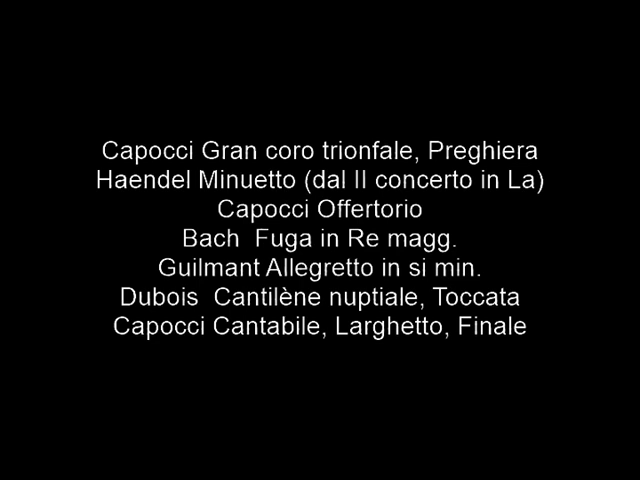 Capocci Gran coro trionfale, Preghiera
Haendel Minuetto (dal II concerto in La)
Capocci Offertorio
Bach  Fuga in Re magg.
Guilmant Allegretto in si min.
Dubois  Cantilène nuptiale, Toccata
Capocci Cantabile, Larghetto, Finale